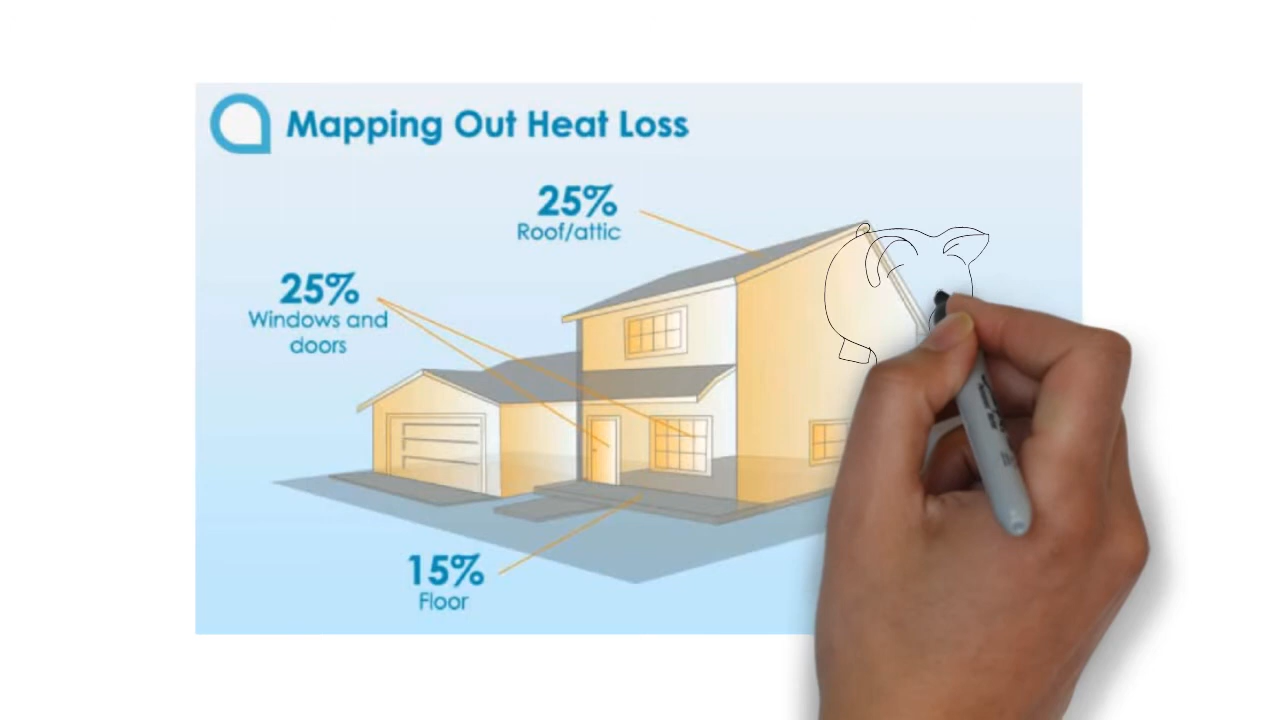 Mapping Out Heat Loss
25%
Roof/attic
25%
Windows and
doors
15%
Floor